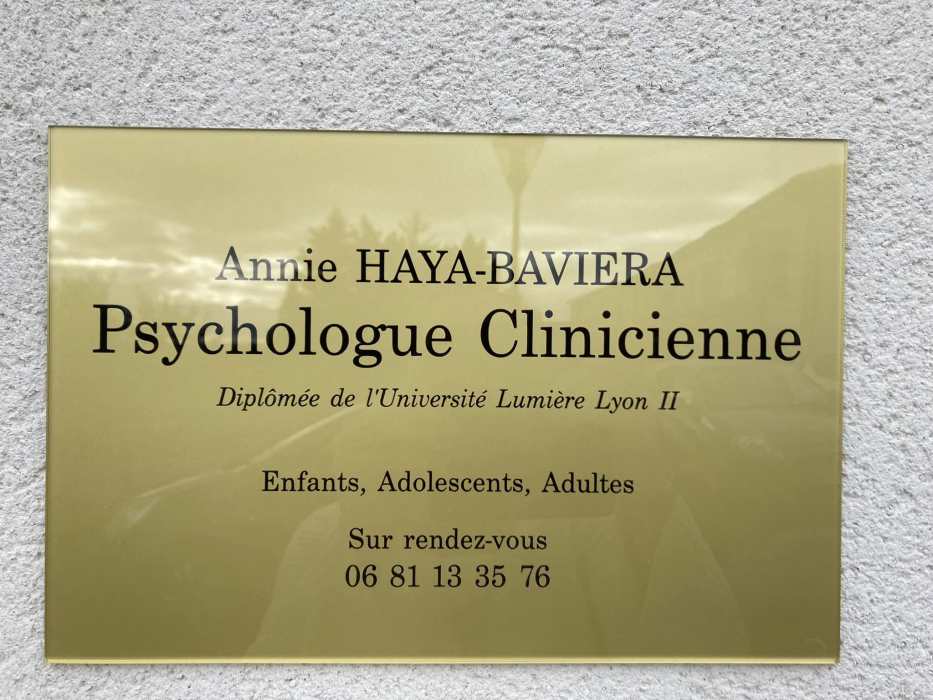 Annie HAYA-BAVIERA
Psychologue Clinicienne
Diplômée de l'Université Lumière Lyon II
Enfants, Adolescents, Adultes
Sur rendez-vous
06 81 13 35 76